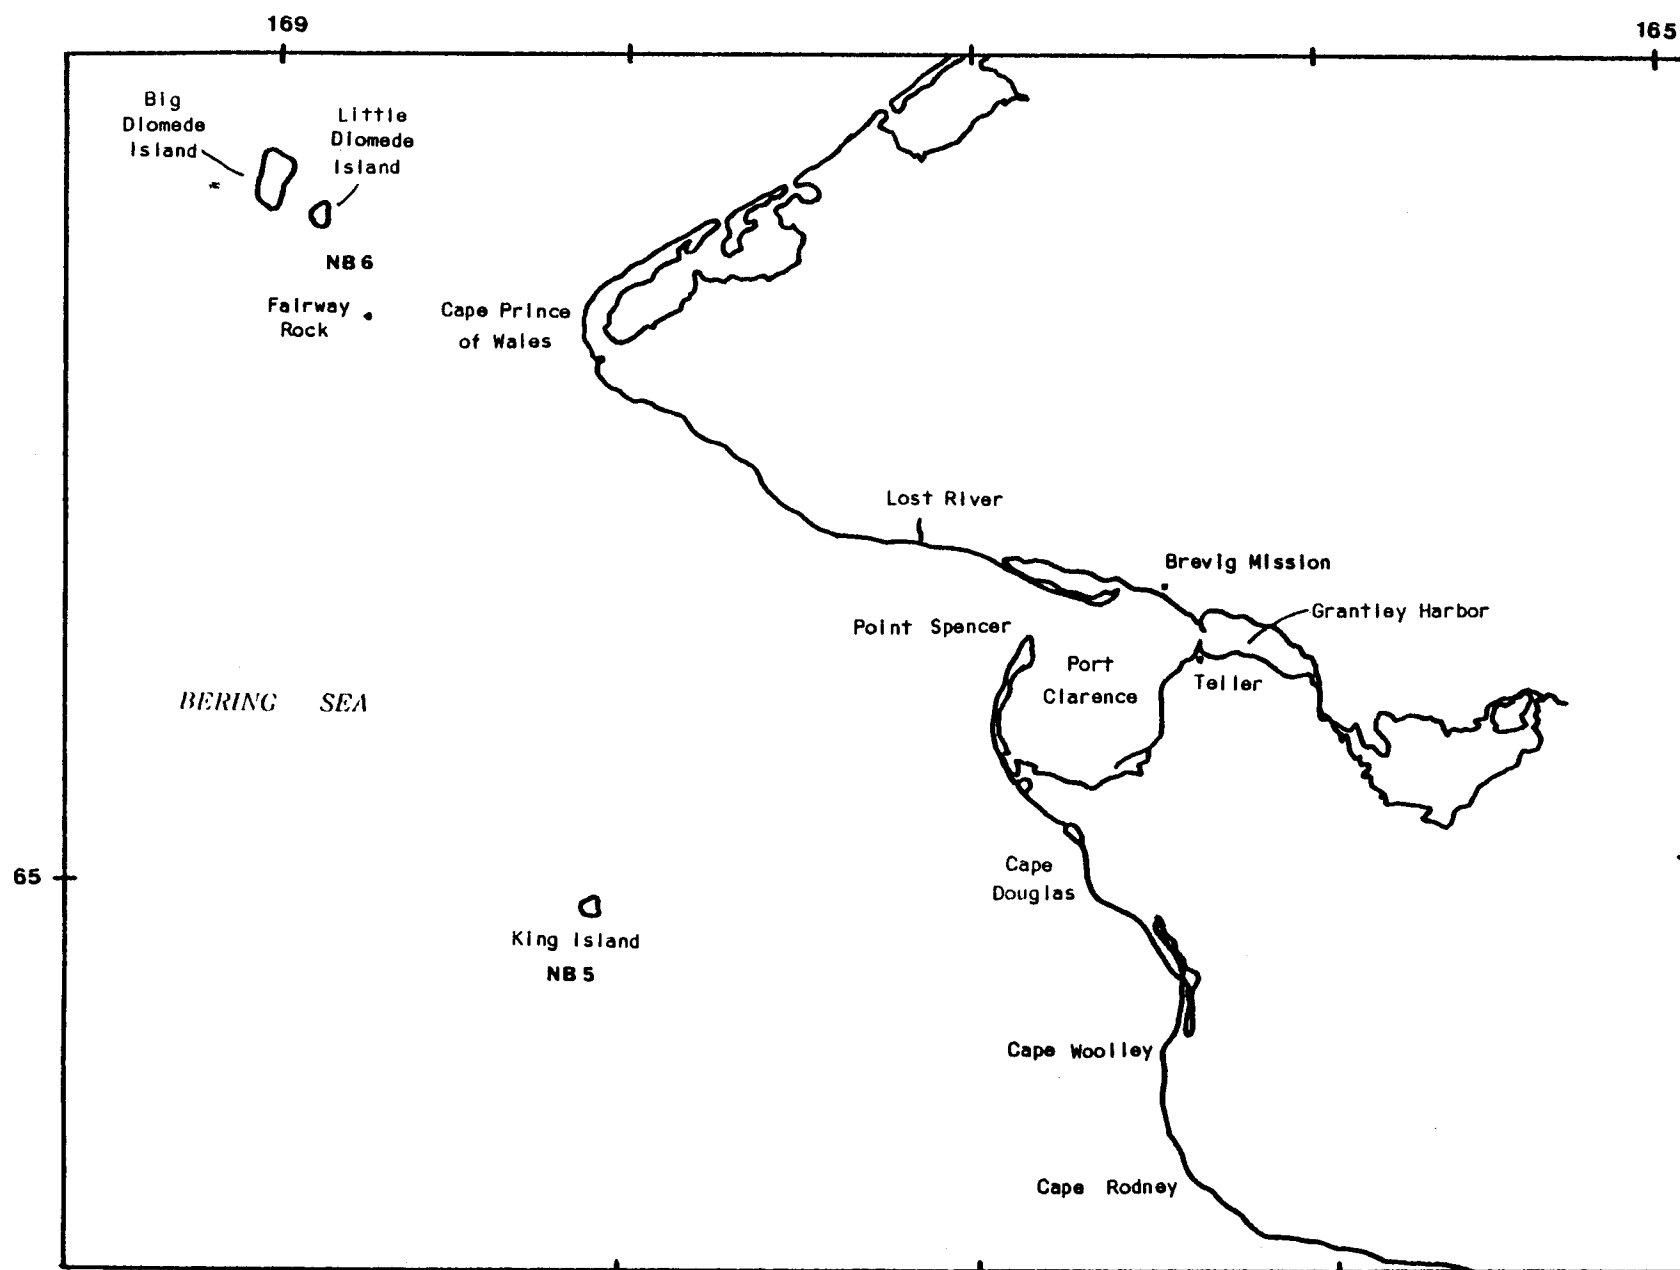 169
165
Big
Diomede
Island
Little
Diomede
Island
NB6
Fairway
Rock
Cape Prince
of Wales
Lost River
Brevig Mission
Grantley Harbor
Point Spencer
Port
Clarence
Teller
BERING SEA
65
Cape
Douglas
King Island
NB5
Cape Woolley
Cape Rodney